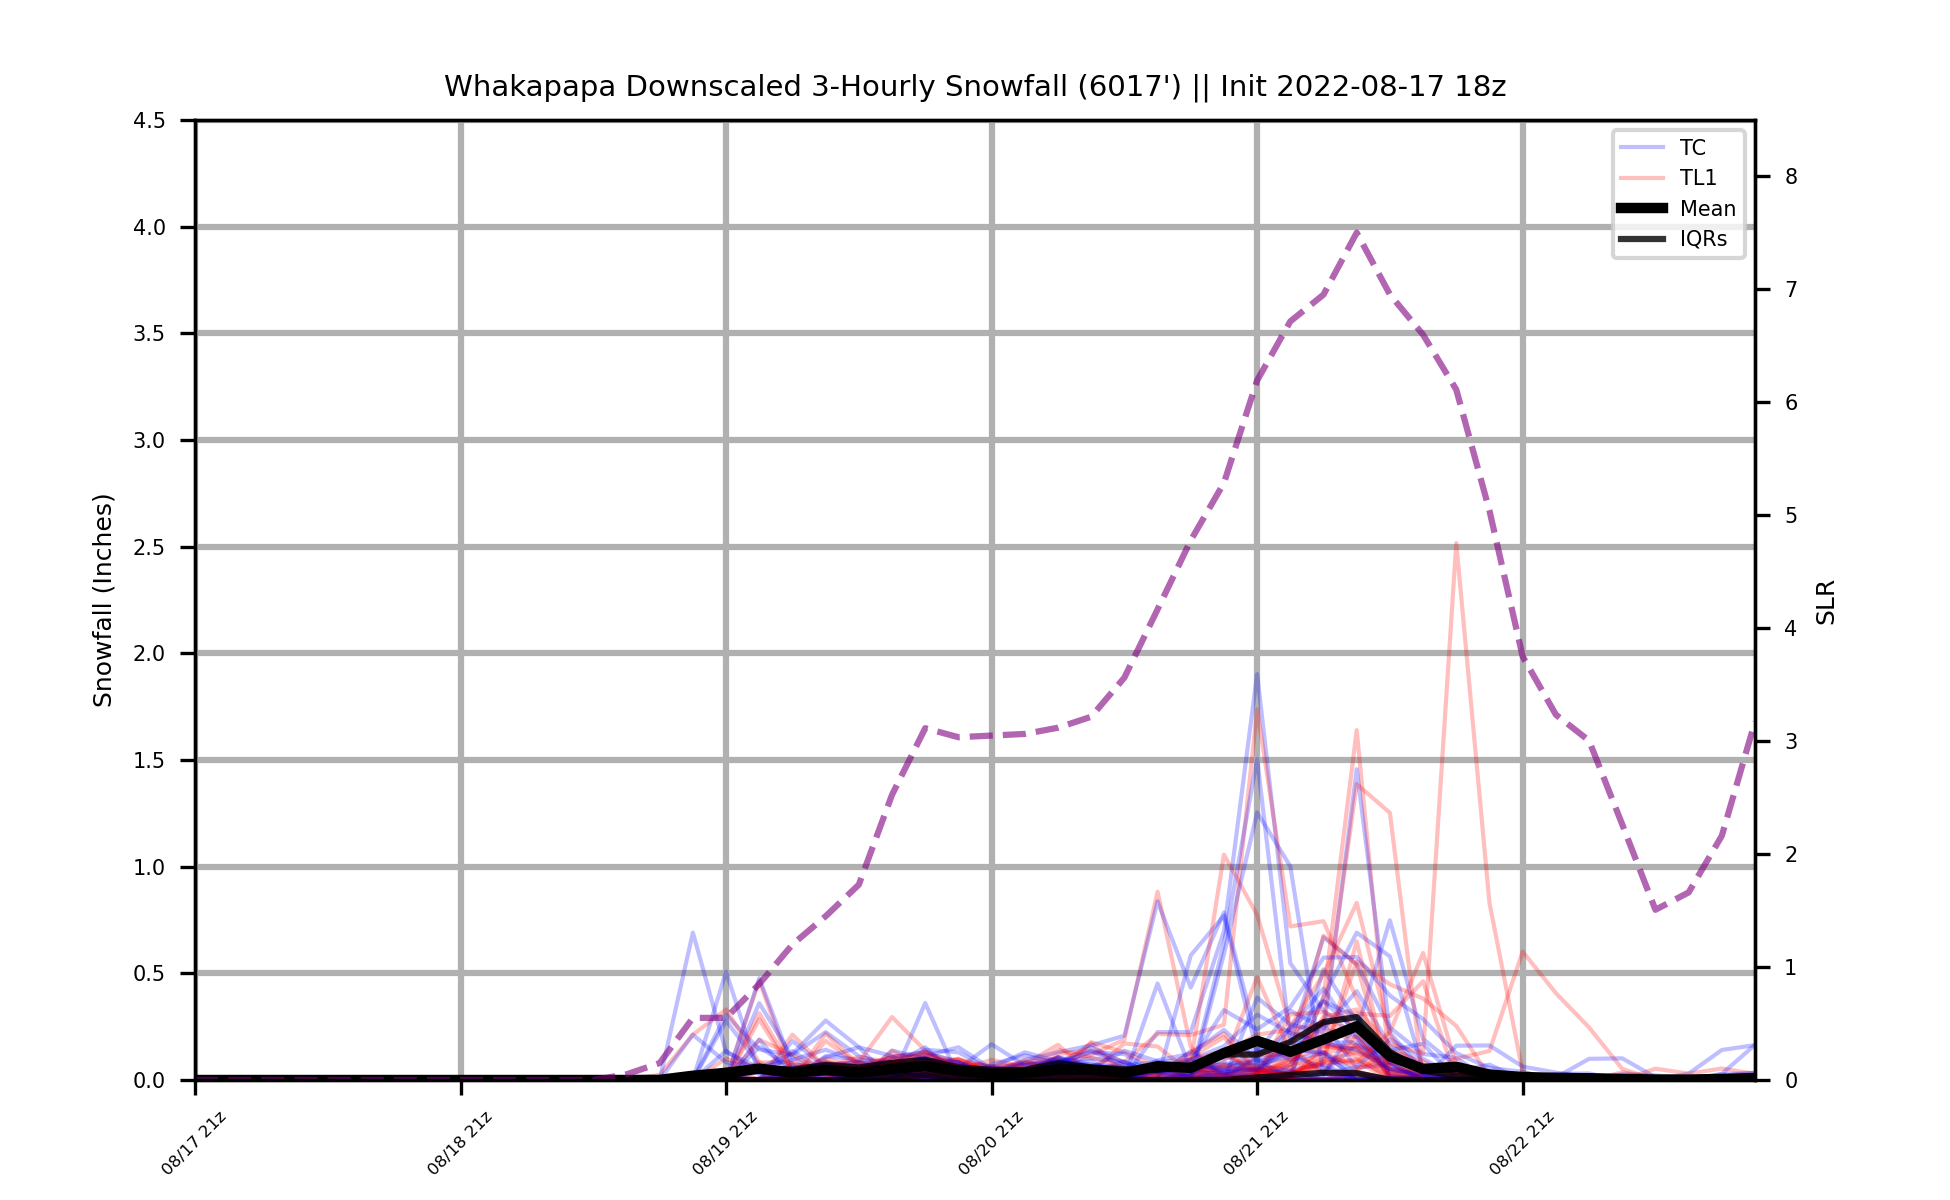 Whakapapa Downscaled 3-Hourly Snowfall (6017') || Init 2022-08-17 18z
4.5
4.0
3.5
3.0
2.5
2.0
1.5
1.0
0.5
0.0
Snowfall (Inches)
TC
TL1
Mean
IQRs
8
7
6
5
4
3
2
1
0
SLR
08/17 21z
08/18 21z
08/19 21z
08/20 21z
08/21 21z
08/22 21z